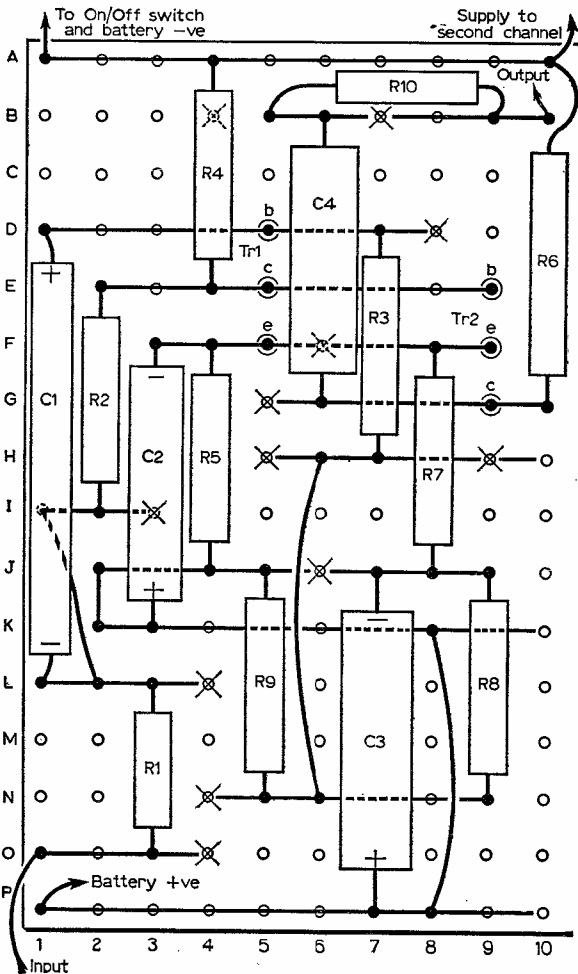 To On/Off switch
and battery -ve
Supply to
second channel
A
R10
Output
B
R4
C
C4
D
b
Tr1
R6
+
E
c
b
R3
Tr2
F
e
e
R2
–
G
C1
c
C2
R5
H
R7
I
J
+
–
K
–
L
R9
R8
M
R1
C3
N
O
+
P
Battery +ve
1 2 3 4 5 6 7 8 9 10
Input